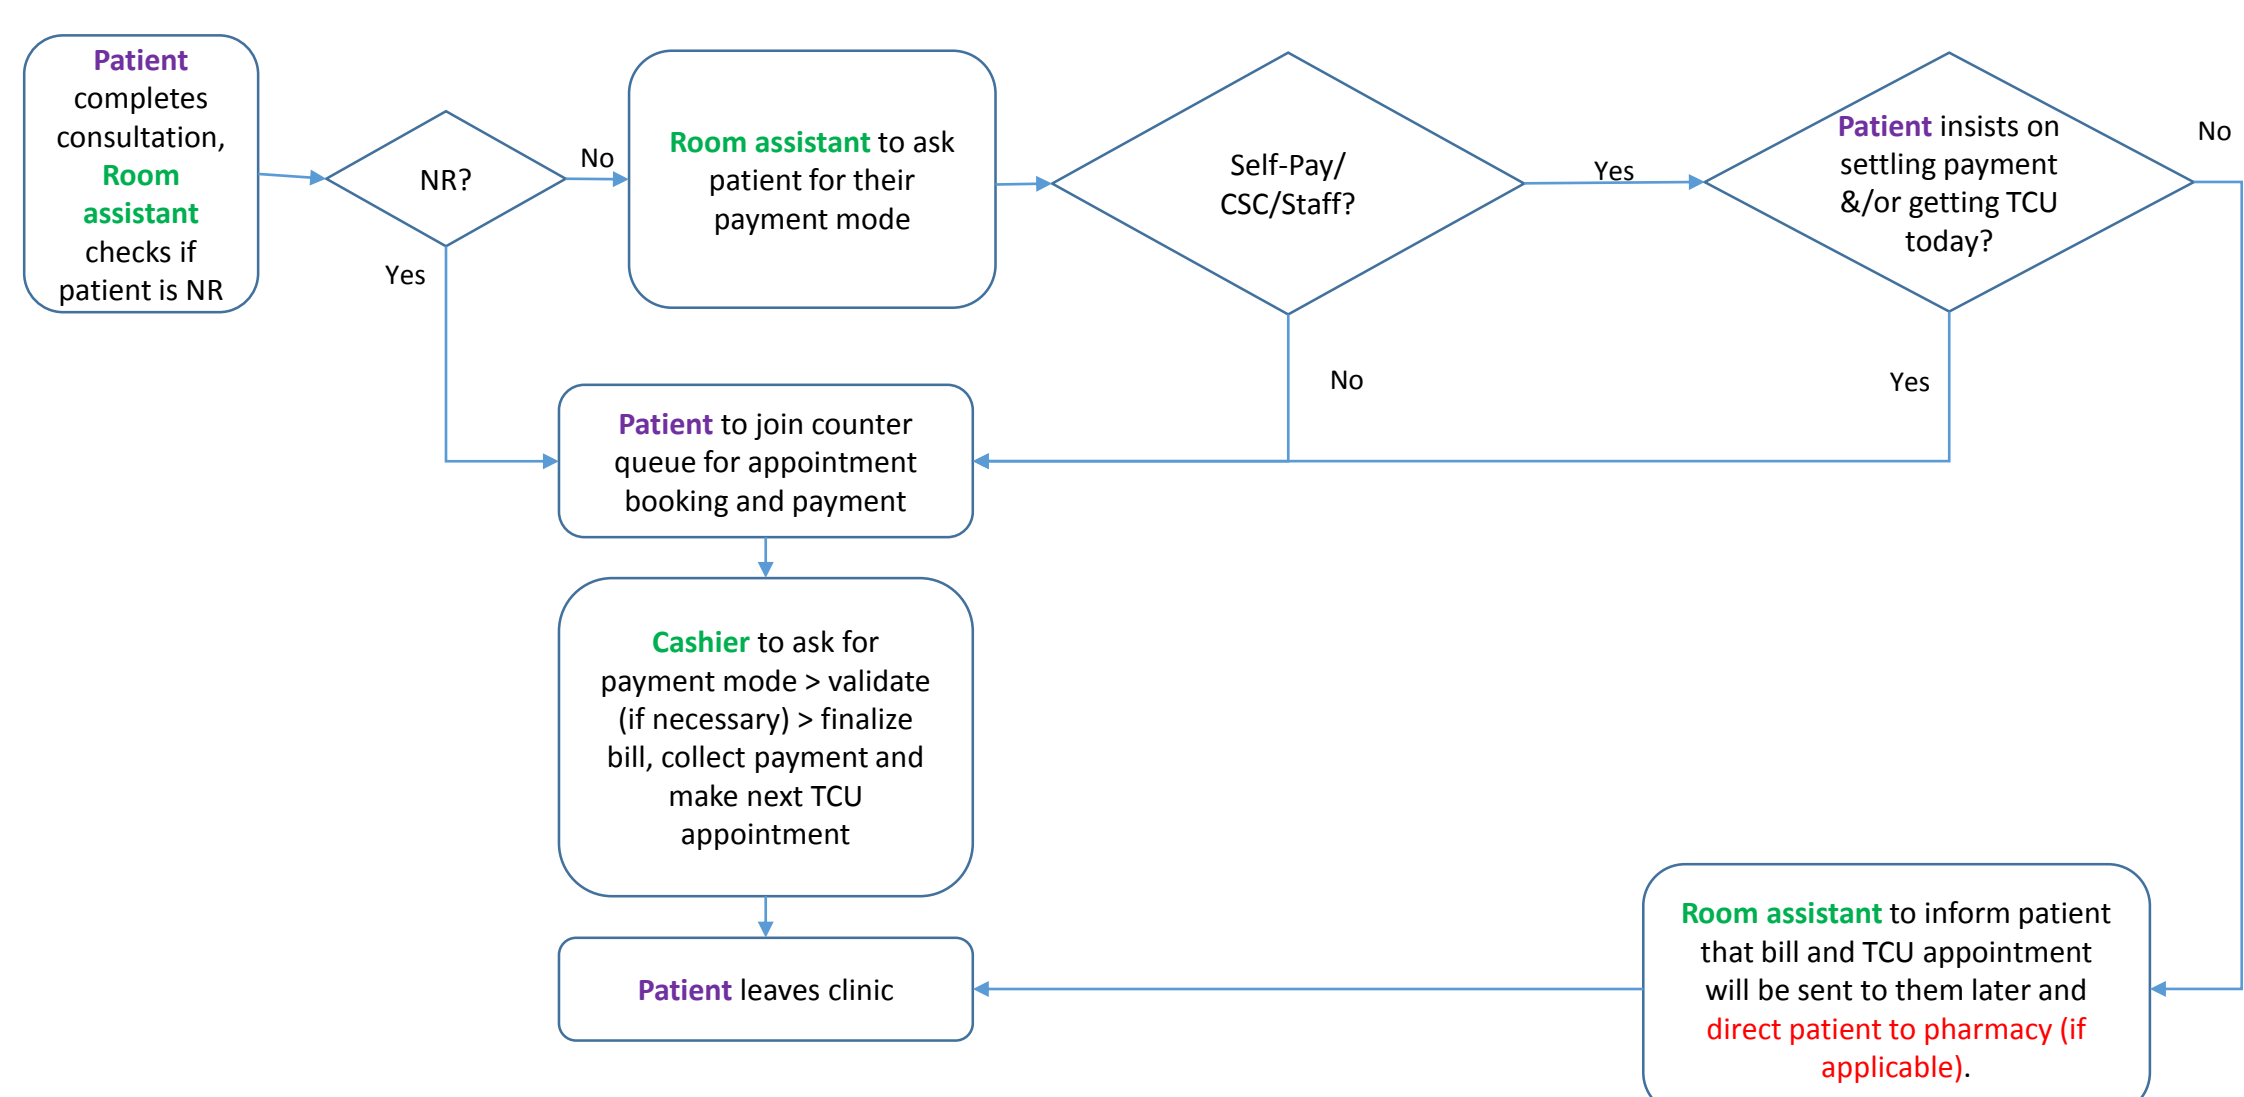 Patient
completes
consultation,
Room
assistant
checks if
patient is NR
NR?
No
Yes
Room assistant to ask
patient for their
payment mode
Self-Pay/
CSC/Staff?
Yes
No
Patient insists on
settling payment
&/or getting TCU
today?
No
Yes
Patient to join counter
queue for appointment
booking and payment
Cashier to ask for
payment mode > validate
(if necessary) > finalize
bill, collect payment and
make next TCU
appointment
Room assistant to inform patient
that bill and TCU appointment
will be sent to them later and
direct patient to pharmacy (if
applicable).
Patient leaves clinic